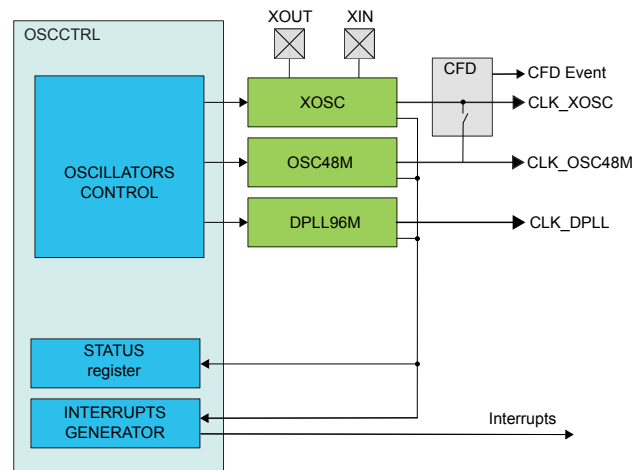 XOUT
XIN
OSCCTRL
CFD
CFD Event
XOSC
CLK_XOSC
OSCILLATORS
CONTROL
OSC48M
CLK_OSC48M
DPLL96M
CLK_DPLL
STATUS
register
INTERRUPTS
GENERATOR
Interrupts